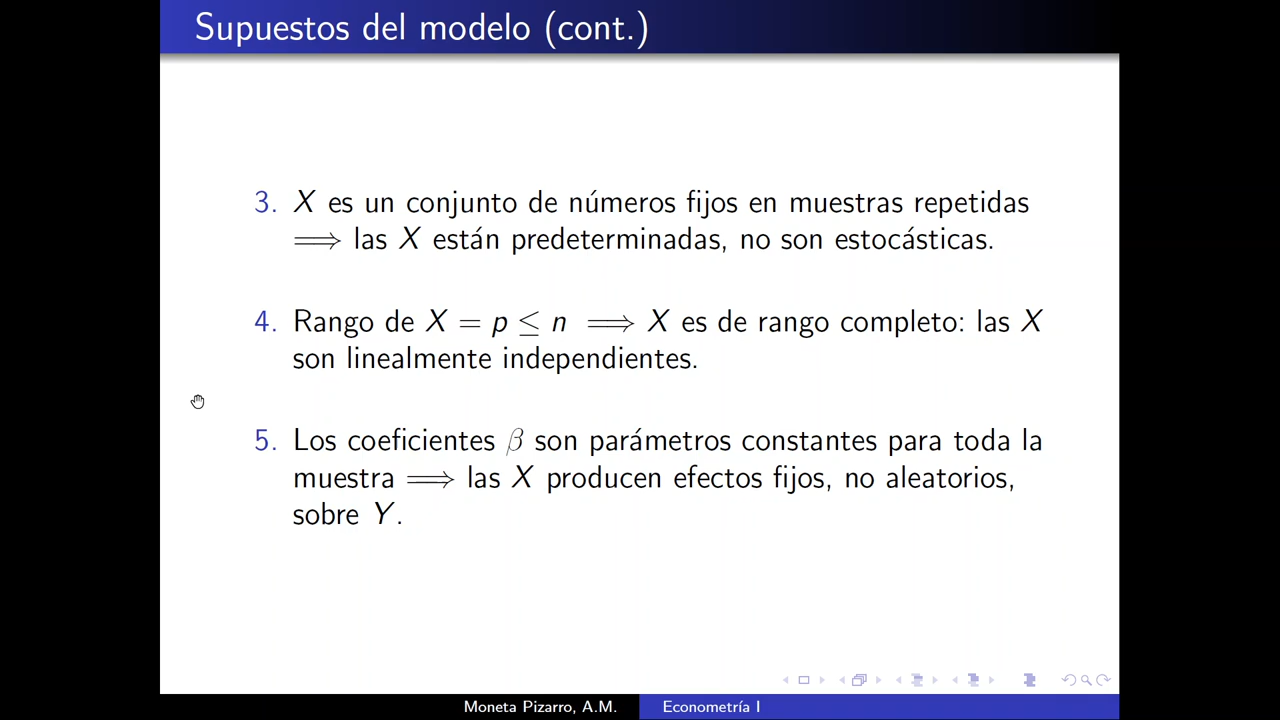 Supuestos del modelo (cont.)
3. X es un conjunto de números fijos en muestras repetidas
⟹ las X están predeterminadas, no son estocásticas.
4. Rango de X = p ≤ n ⟹ X es de rango completo: las X
son linealmente independientes.
5. Los coeficientes β son parámetros constantes para toda la
muestra ⟹ las X producen efectos fijos, no aleatorios,
sobre Y.
Moneta Pizarro, A.M. Econometría I